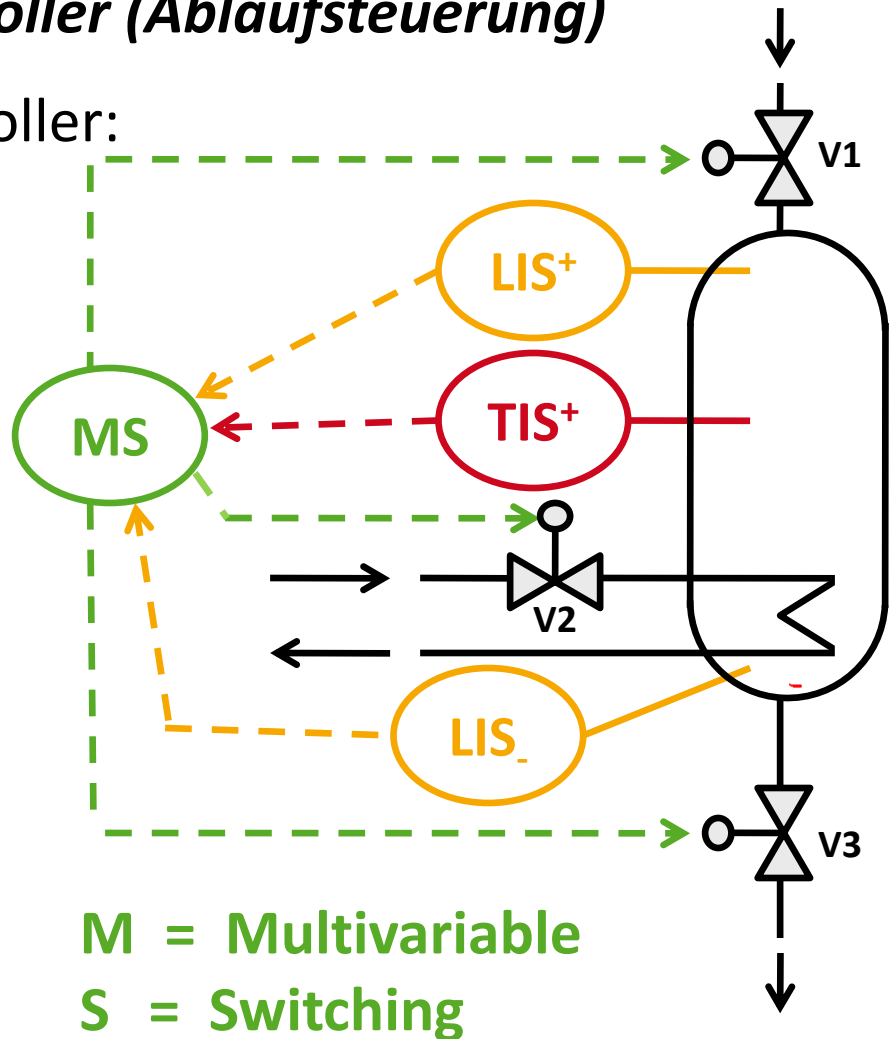 oller (Ablaufsteuerung)
oller:
V1
LIS⁺
TIS⁺
MS
V2
LIS₋
V3
M = Multivariable
S = Switching